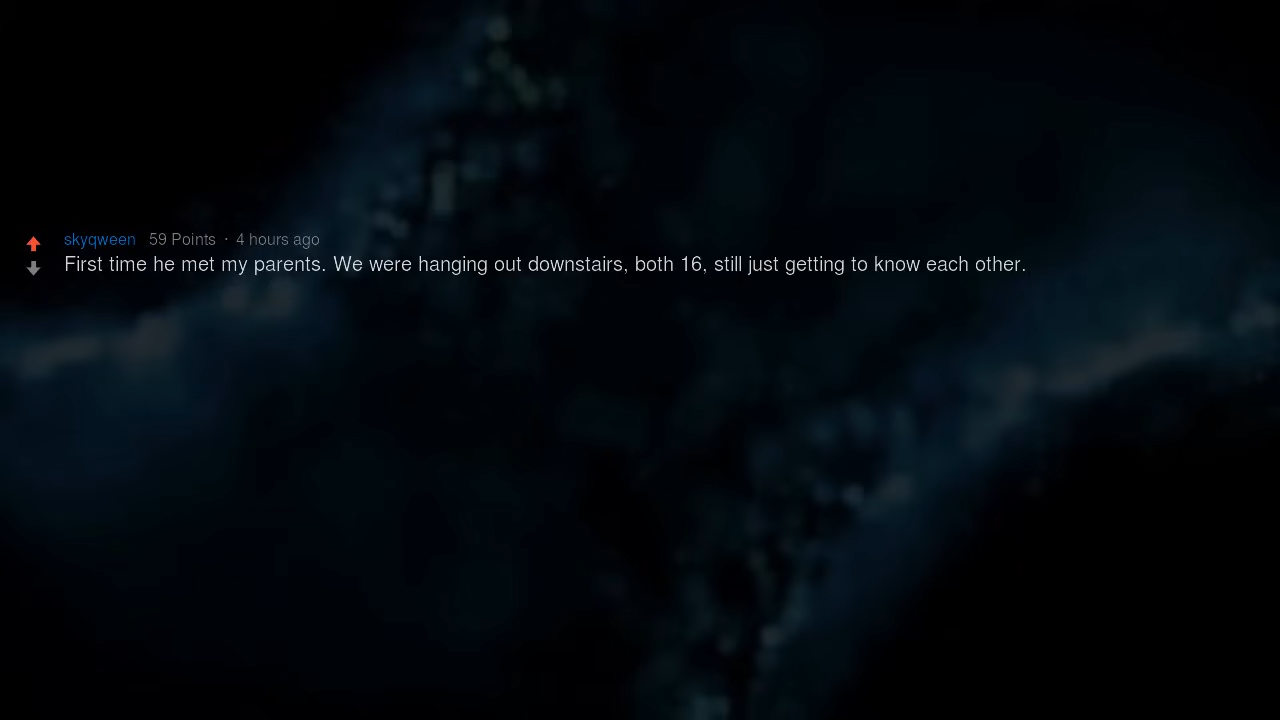 skyqween 59 Points · 4 hours ago
First time he met my parents. We were hanging out downstairs, both 16, still just getting to know each other.